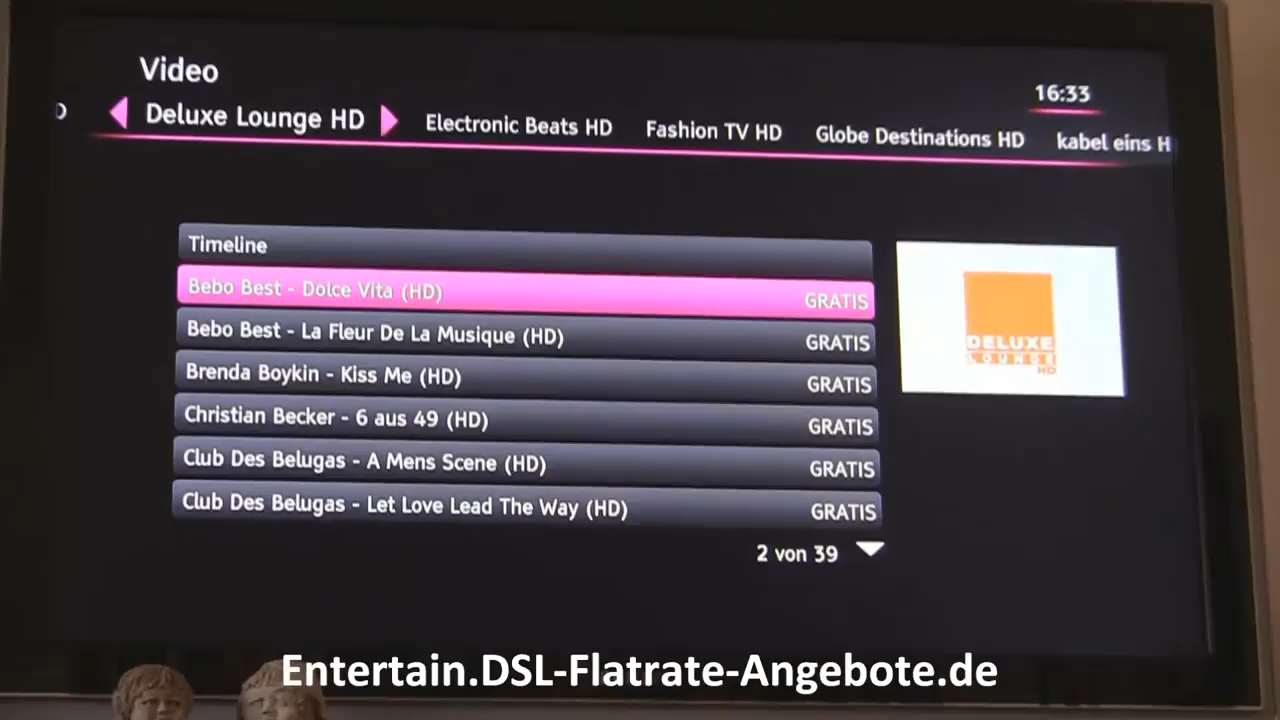 Video
16:33
Deluxe Lounge HD Electronic Beats HD Fashion TV HD Globe Destinations HD kabel eins H
Timeline
Bebo Best - Dolce Vita (HD) GRATIS
Bebo Best - La Fleur De La Musique (HD) GRATIS
Brenda Boykin - Kiss Me (HD) GRATIS
Christian Becker - 6 aus 49 (HD) GRATIS
Club Des Belugas - A Mens Scene (HD) GRATIS
Club Des Belugas - Let Love Lead The Way (HD) GRATIS
DELUXE
LOUNGE
HD
2 von 39
Entertain.DSL-Flatrate-Angebote.de